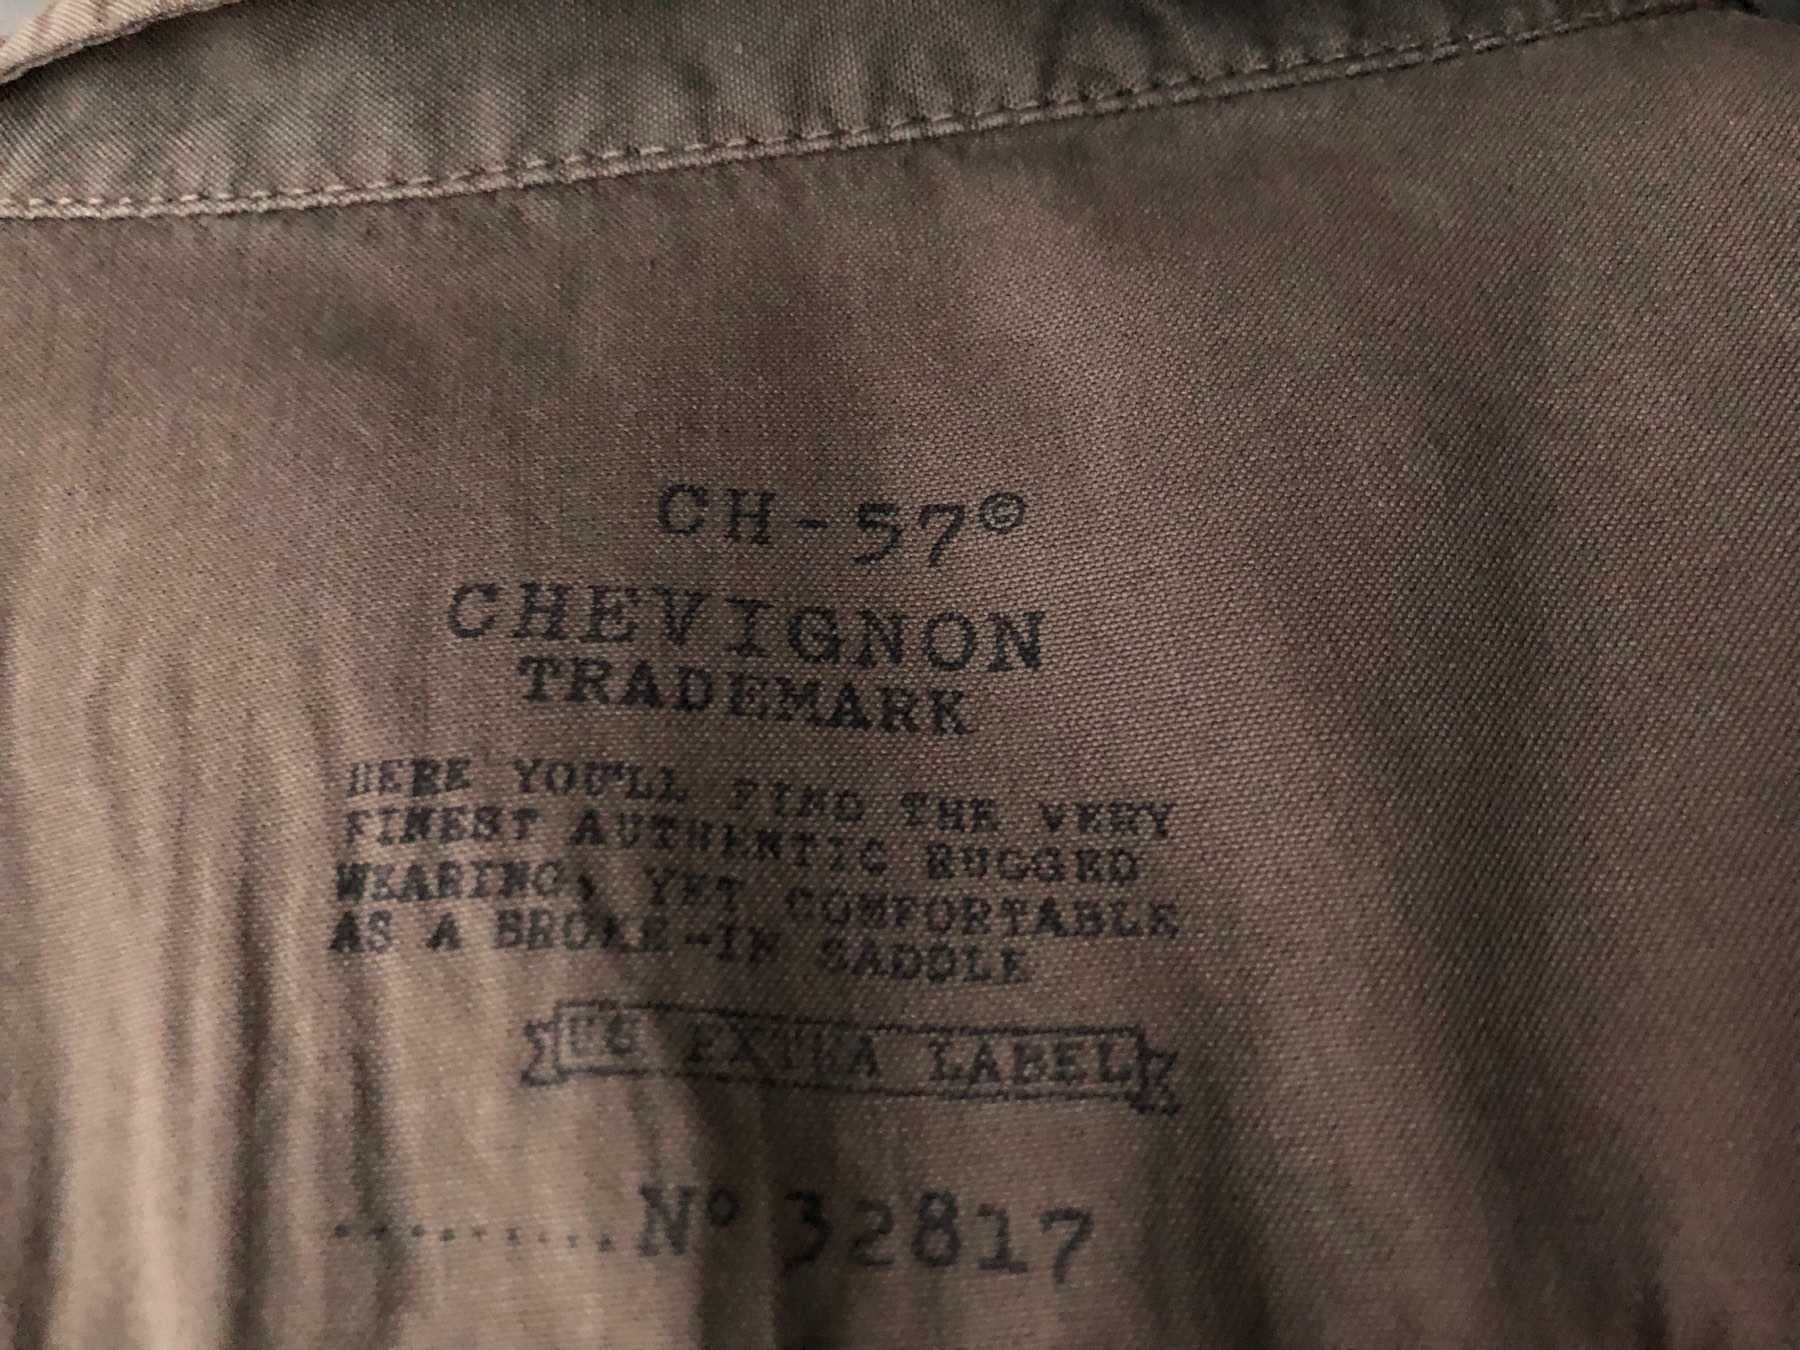 CH-57©
CHEVIGNON
TRADEMARK
HERE YOU'LL FIND THE VERY
FINEST AUTHENTIC RUGGED
WEARING, YET COMFORTABLE
AS A BROKE-IN SADDLE
EXTRA LABEL
.........Nº 32817